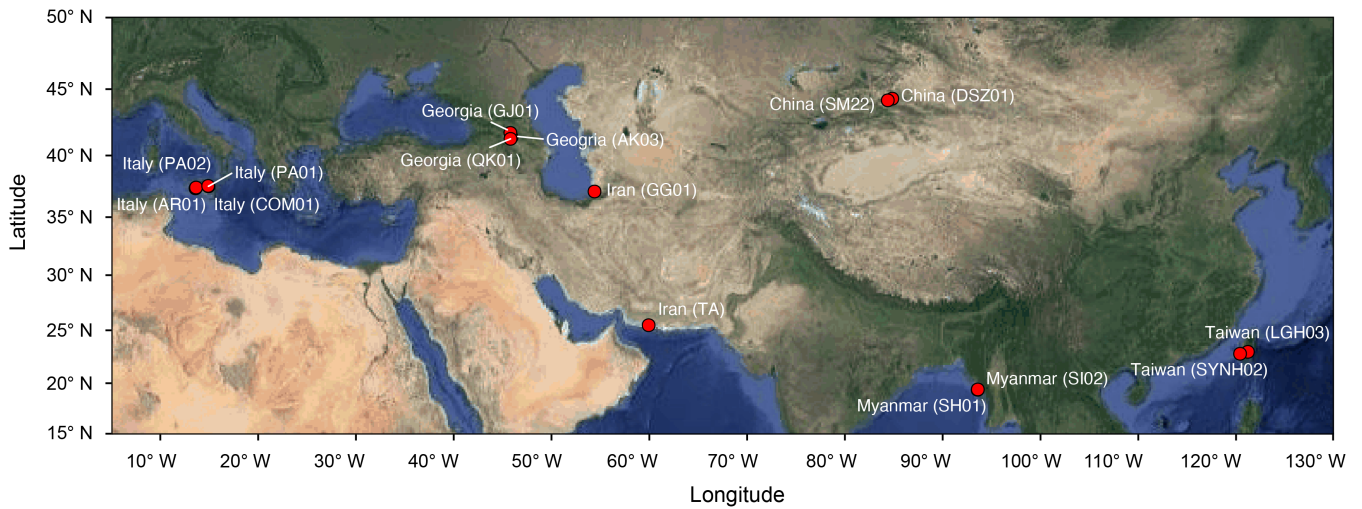 50° N
45° N
40° N
35° N
30° N
25° N
20° N
15° N
Latitude
Georgia (GJ01)
Geogria (AK03)
Georgia (QK01)
China (SM22)
China (DSZ01)
Italy (PA02)
Italy (PA01)
Italy (AR01)
Italy (COM01)
Iran (GG01)
Iran (TA)
Taiwan (LGH03)
Taiwan (SYNH02)
Myanmar (SI02)
Myanmar (SH01)
10° W
20° W
30° W
40° W
50° W
60° W
70° W
80° W
90° W
100° W
110° W
120° W
130° W
Longitude